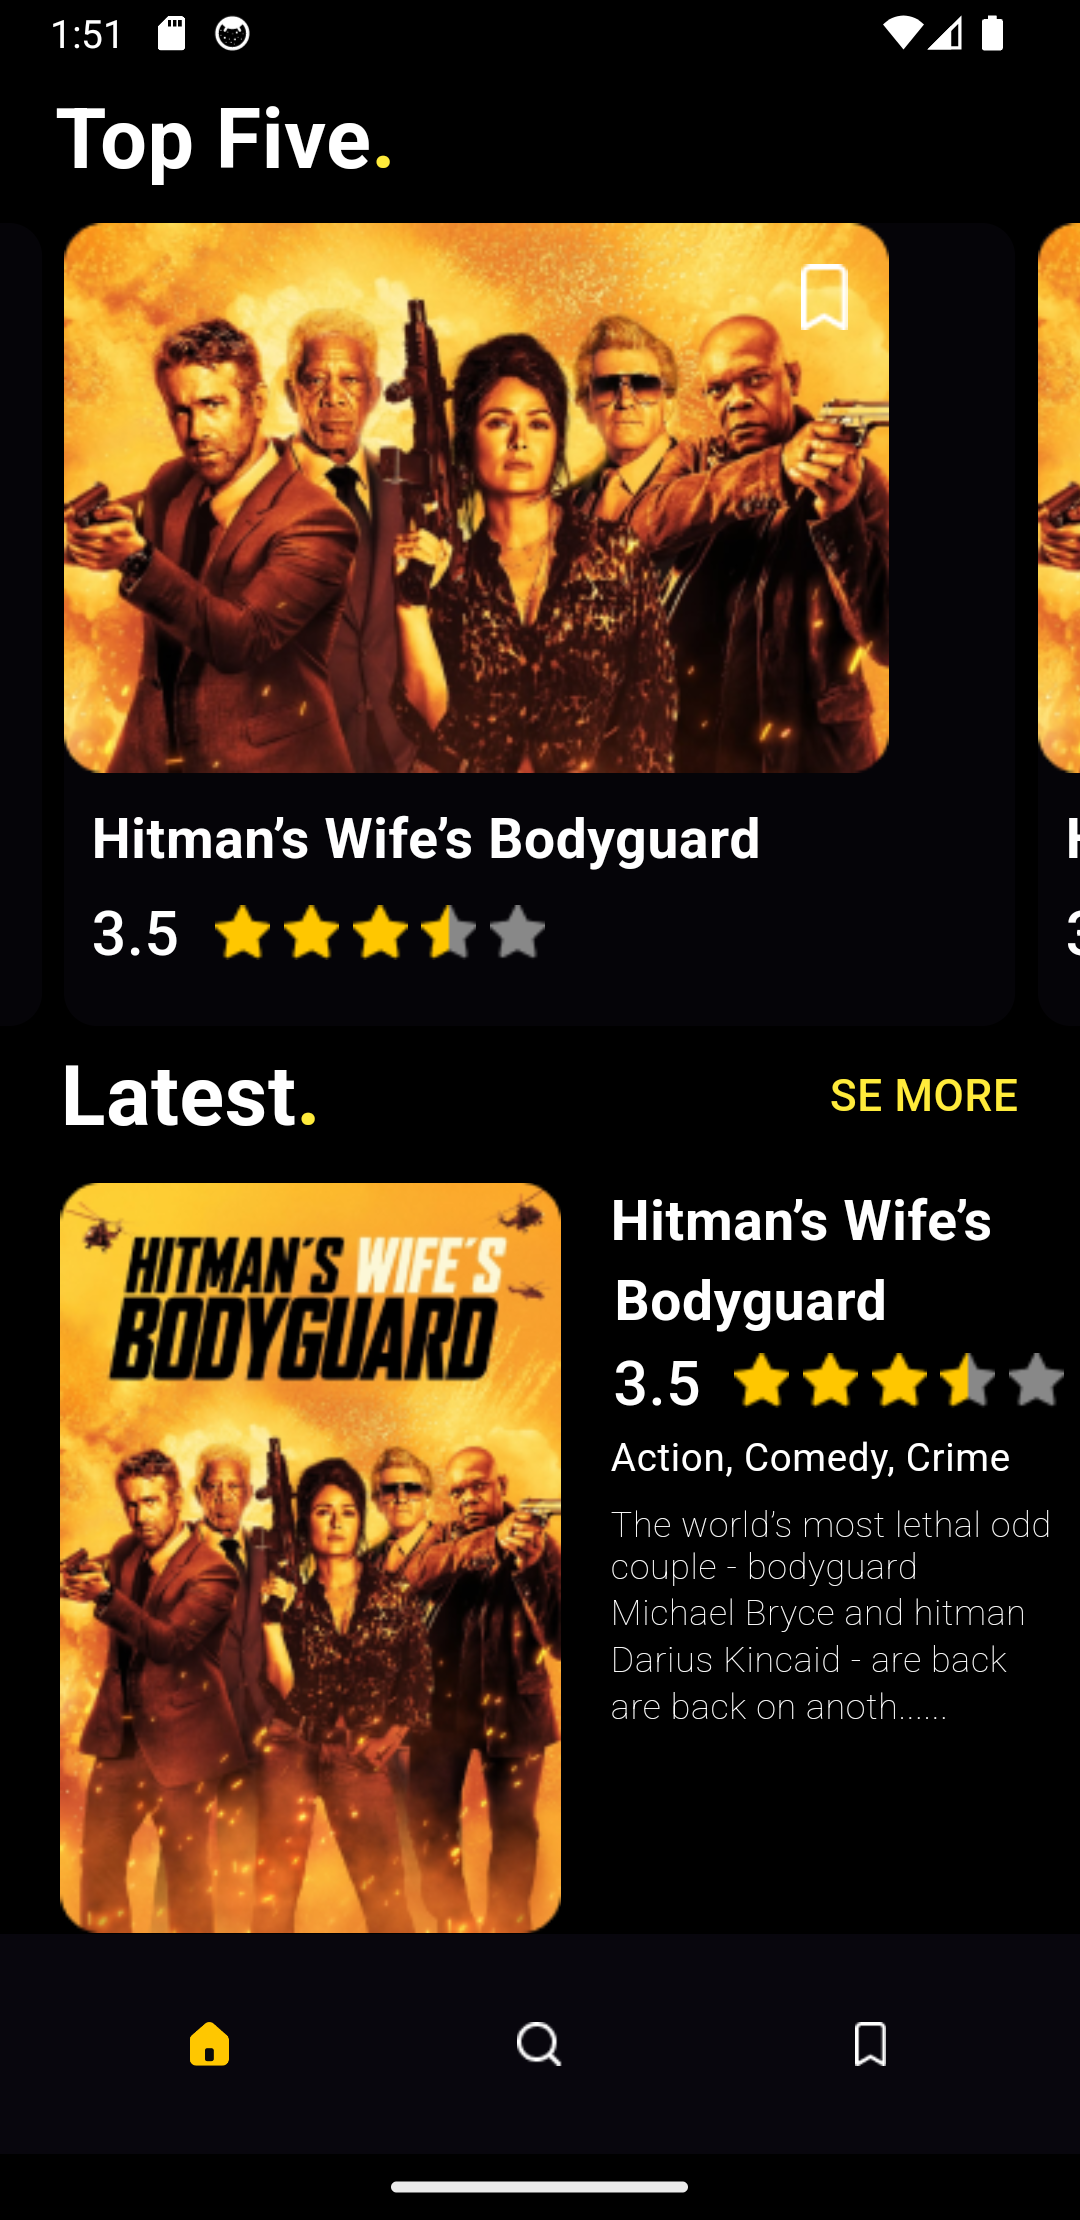 1:51
Top Five.
Hitman’s Wife’s Bodyguard
3.5
Latest.
SE MORE
HITMAN´S WIFE´S
BODYGUARD
Hitman’s Wife’s
Bodyguard
3.5
Action, Comedy, Crime
The world’s most lethal odd
couple - bodyguard
Michael Bryce and hitman
Darius Kincaid - are back
are back on anoth......